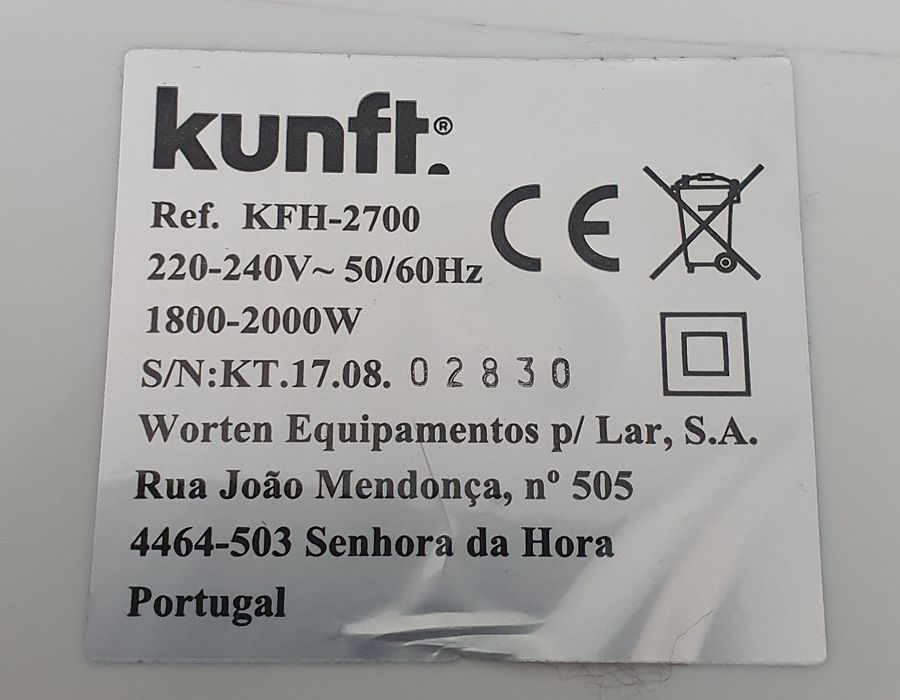 kunft.®
Ref. KFH-2700
220-240V~ 50/60Hz
1800-2000W
S/N:KT.17.08. 02830
Worten Equipamentos p/ Lar, S.A.
Rua João Mendonça, nº 505
4464-503 Senhora da Hora
Portugal
CE